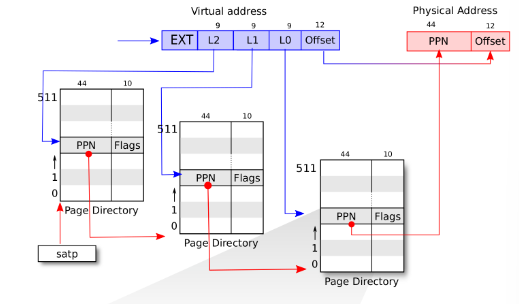 Virtual address
Physical Address
9 9 9 12
44 12
EXT L2 L1 L0 Offset
PPN Offset
44 10
511
PPN Flags
1
0
Page Directory
satp
44 10
511
PPN Flags
1
0
Page Directory
44 10
511
PPN Flags
1
0
Page Directory